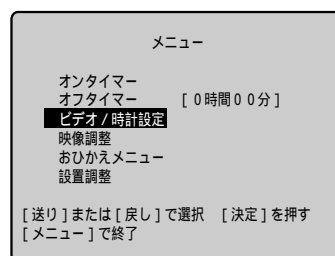 メニュー
オンタイマー
オフタイマー [0時間00分]
ビデオ/時計設定
映像調整
おひかえメニュー
設置調整
[送り]または[戻し]で選択 [決定]を押す
[メニュー]で終了